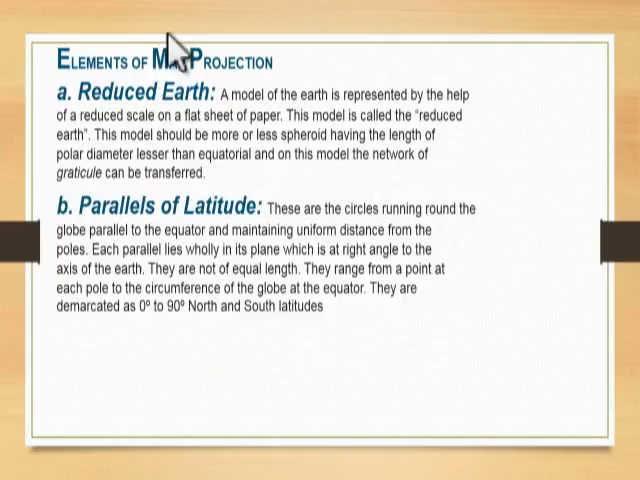 ELEMENTS OF MAP PROJECTION
a. Reduced Earth: A model of the earth is represented by the help
of a reduced scale on a flat sheet of paper. This model is called the “reduced
earth”. This model should be more or less spheroid having the length of
polar diameter lesser than equatorial and on this model the network of
graticule can be transferred.
b. Parallels of Latitude: These are the circles running round the
globe parallel to the equator and maintaining uniform distance from the
poles. Each parallel lies wholly in its plane which is at right angle to the
axis of the earth. They are not of equal length. They range from a point at
each pole to the circumference of the globe at the equator. They are
demarcated as 0º to 90º North and South latitudes